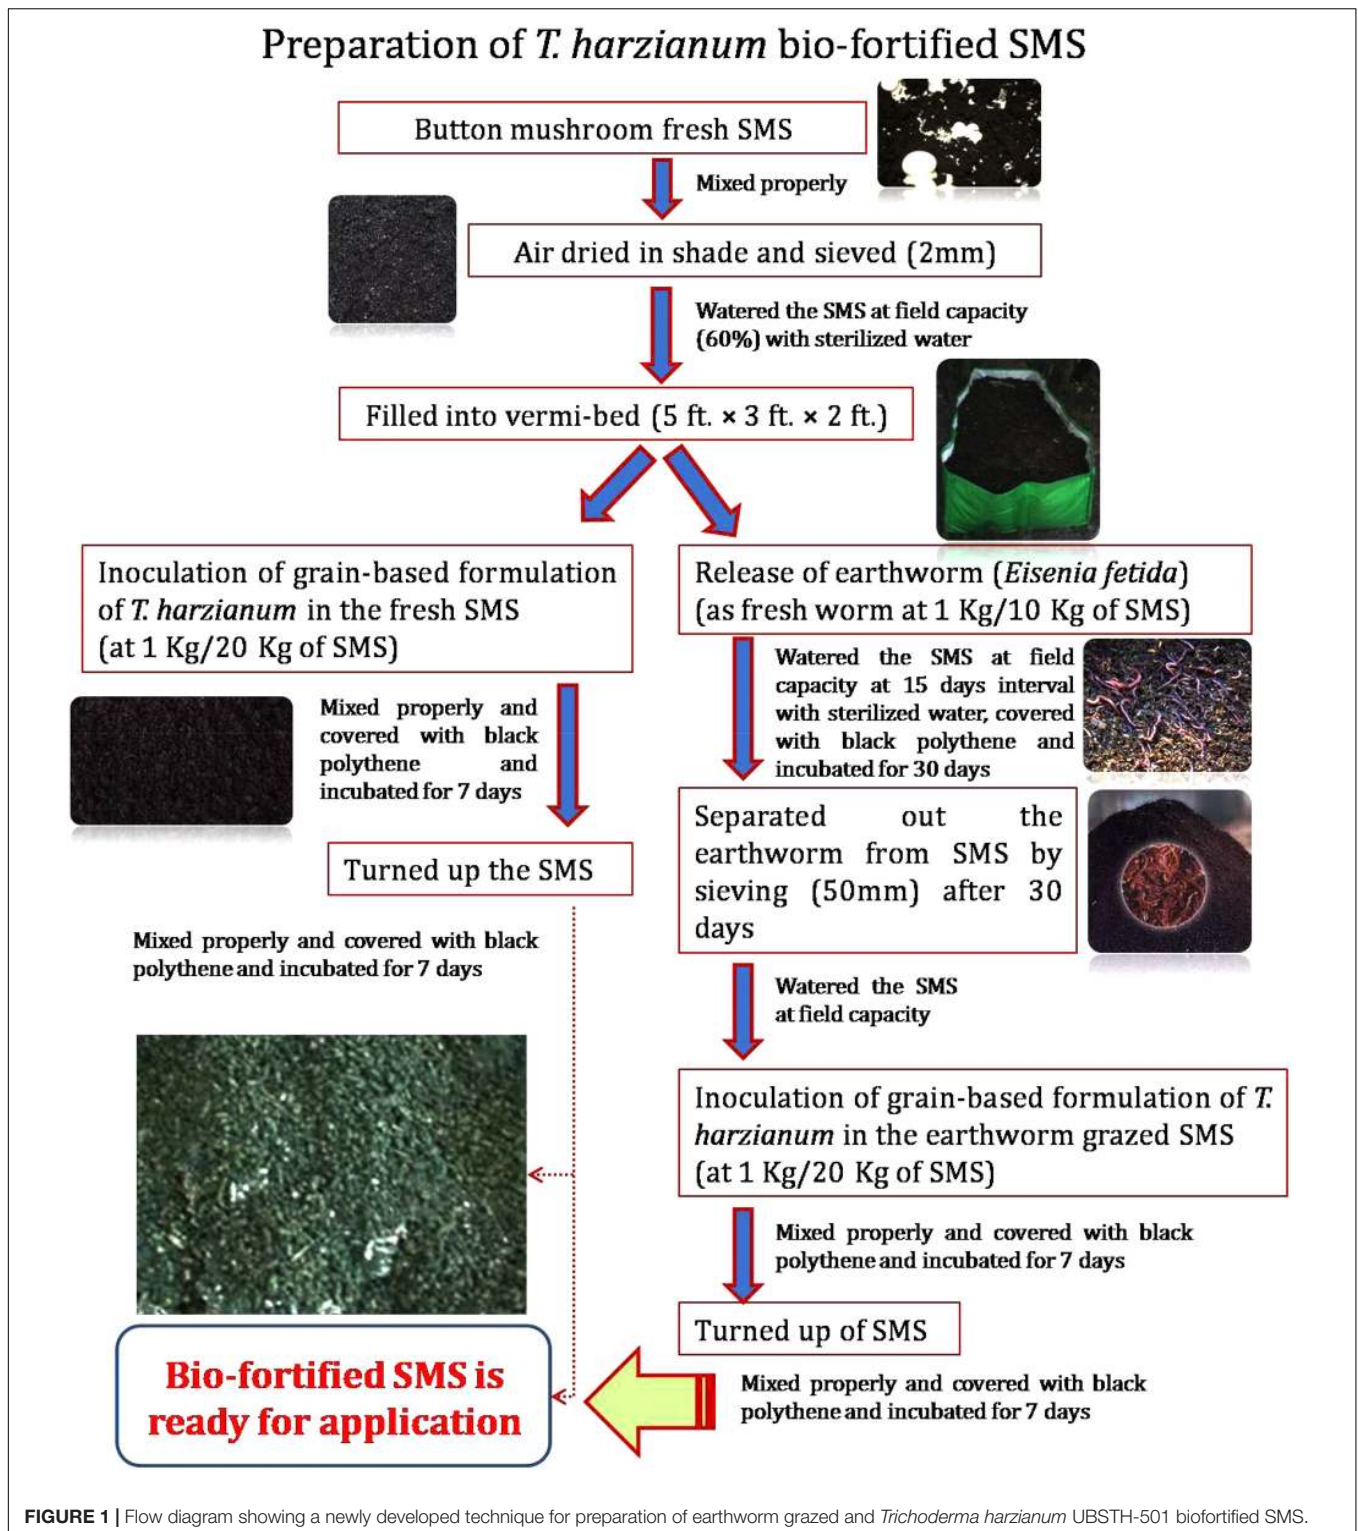 Preparation of T. harzianum bio-fortified SMS
Button mushroom fresh SMS
Mixed properly
Air dried in shade and sieved (2mm)
Watered the SMS at field capacity
(60%) with sterilized water
Filled into vermi-bed (5 ft. × 3 ft. × 2 ft.)
Inoculation of grain-based formulation
of T. harzianum in the fresh SMS
(at 1 Kg/20 Kg of SMS)
Mixed properly and
covered with black
polythene and
incubated for 7 days
Turned up the SMS
Mixed properly and covered with black
polythene and incubated for 7 days
Release of earthworm (Eisenia fetida)
(as fresh worm at 1 Kg/10 Kg of SMS)
Watered the SMS at field
capacity at 15 days interval
with sterilized water, covered
with black polythene and
incubated for 30 days
Separated out the
earthworm from SMS by
sieving (50mm) after 30
days
Watered the SMS
at field capacity
Inoculation of grain-based formulation of T.
harzianum in the earthworm grazed SMS
(at 1 Kg/20 Kg of SMS)
Mixed properly and covered with black
polythene and incubated for 7 days
Turned up of SMS
Mixed properly and covered with black
polythene and incubated for 7 days
Bio-fortified SMS is
ready for application
FIGURE 1 | Flow diagram showing a newly developed technique for preparation of earthworm grazed and Trichoderma harzianum UBSTH-501 biofortified SMS.